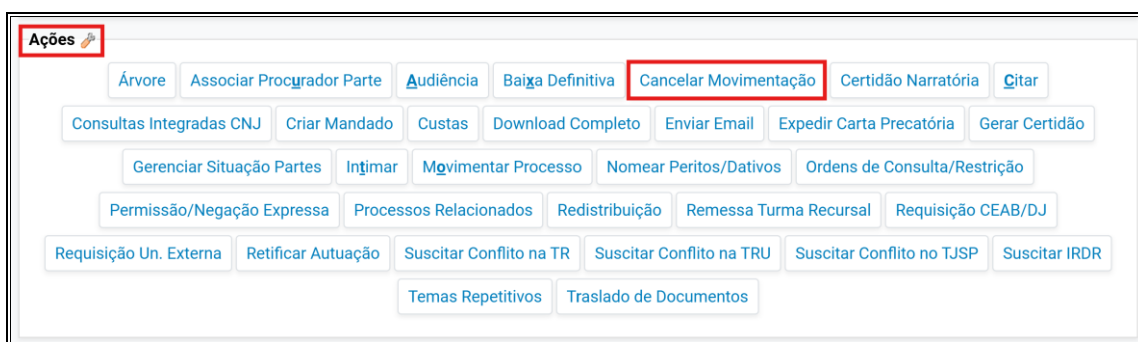 Ações
Árvore Associar Procurador Parte Audiência Baixa Definitiva Cancelar Movimentação Certidão Narratória Citar
Consultas Integradas CNJ Criar Mandado Custas Download Completo Enviar Email Expedir Carta Precatória Gerar Certidão
Gerenciar Situação Partes Intimar Movimentar Processo Nomear Peritos/Dativos Ordens de Consulta/Restrição
Permissão/Negação Expressa Processos Relacionados Redistribuição Remessa Turma Recursal Requisição CEAB/DJ
Requisição Un. Externa Retificar Autuação Suscitar Conflito na TR Suscitar Conflito na TRU Suscitar Conflito no TJSP Suscitar IRDR
Temas Repetitivos Traslado de Documentos